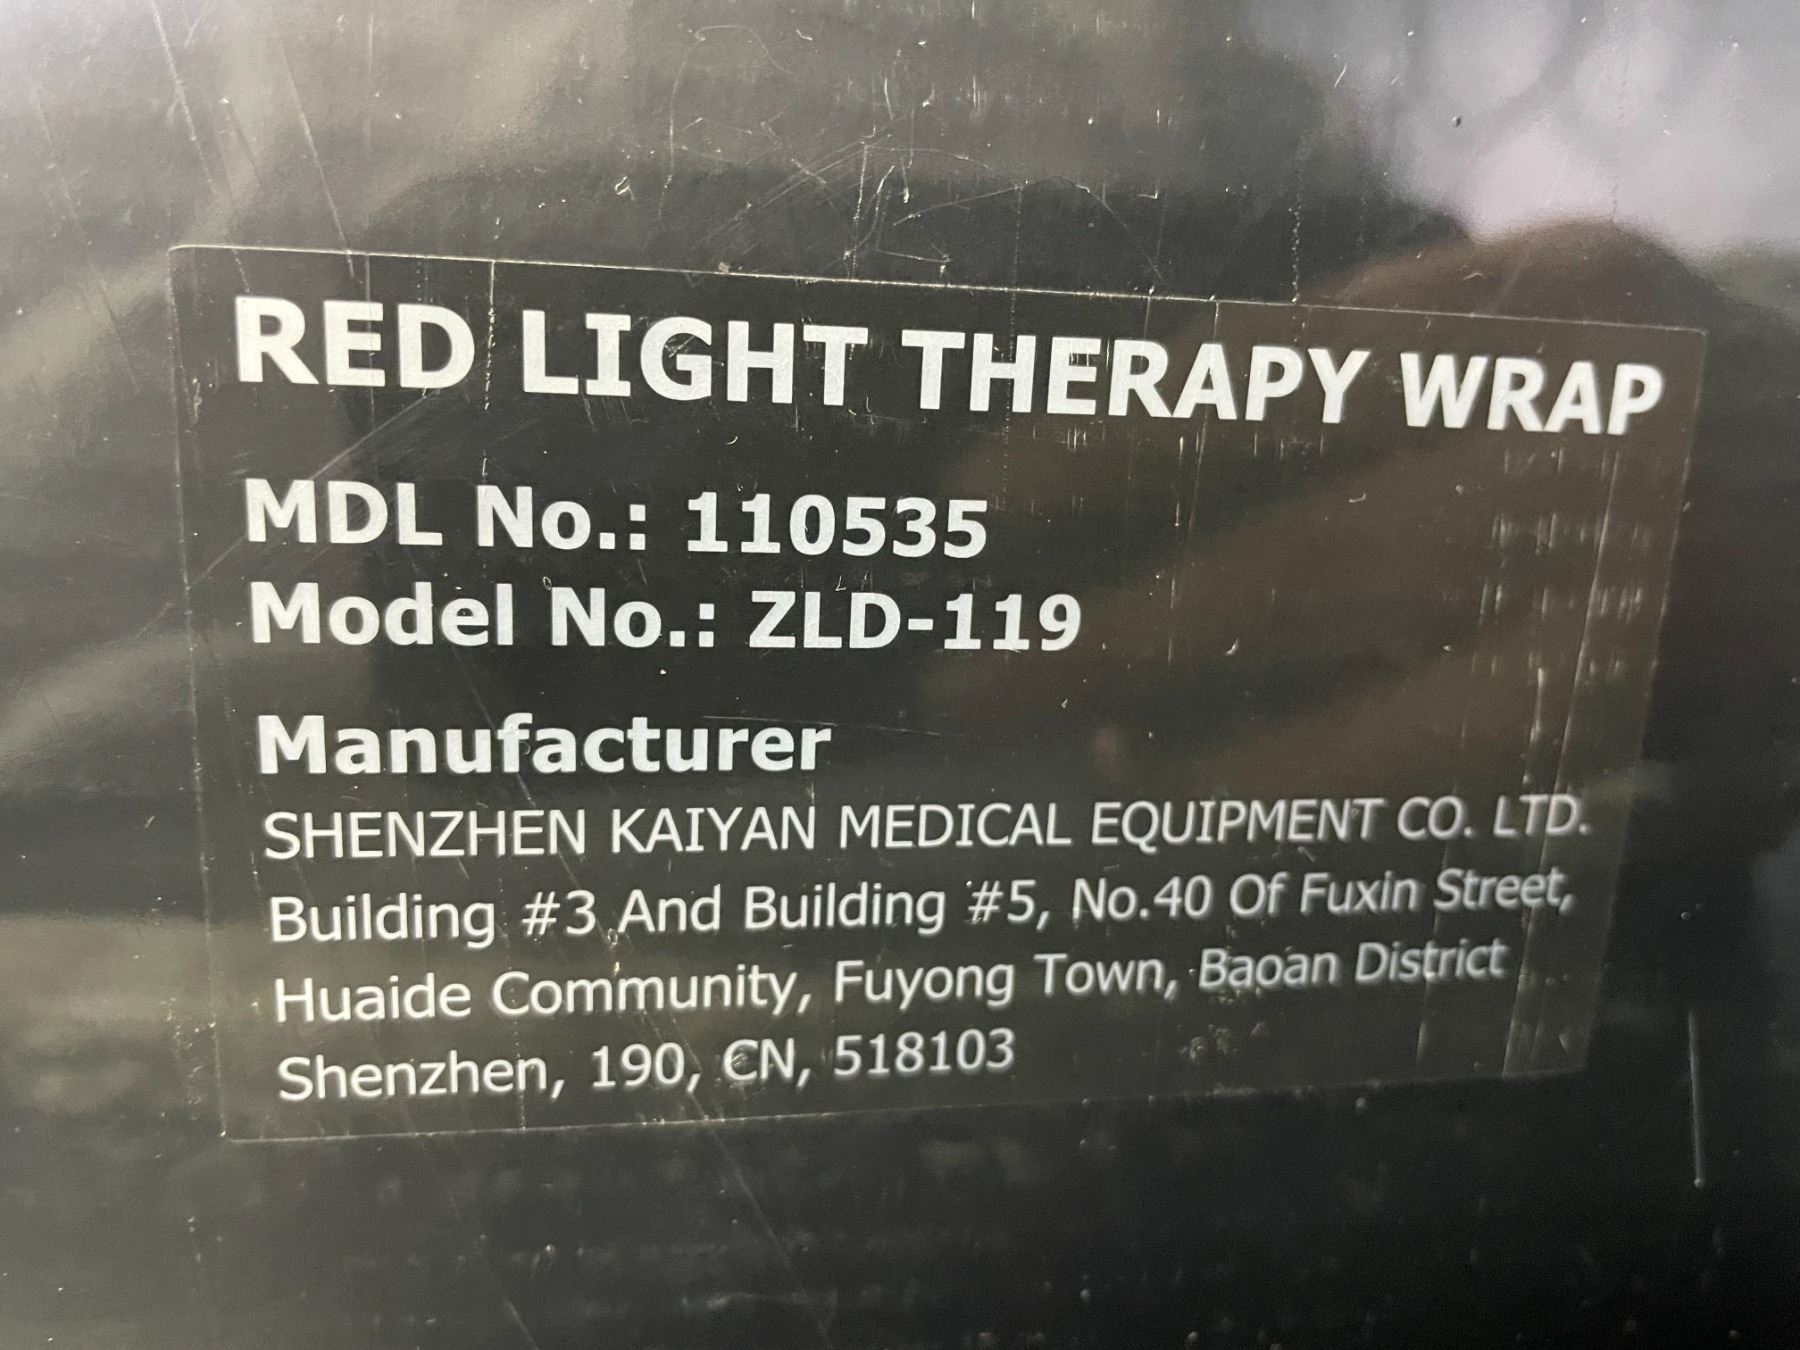 RED LIGHT THERAPY WRAP
MDL No.: 110535
Model No.: ZLD-119
Manufacturer
SHENZHEN KAIYAN MEDICAL EQUIPMENT CO. LTD.
Building #3 And Building #5, No.40 Of Fuxin Street,
Huaide Community, Fuyong Town, Baoan District
Shenzhen, 190, CN, 518103